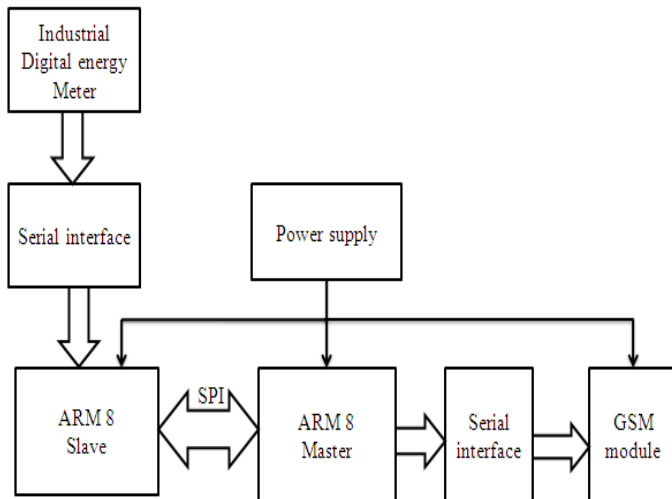 Industrial
Digital energy
Meter
Serial interface
Power supply
ARM 8
Slave
SPI
ARM 8
Master
Serial
interface
GSM
module